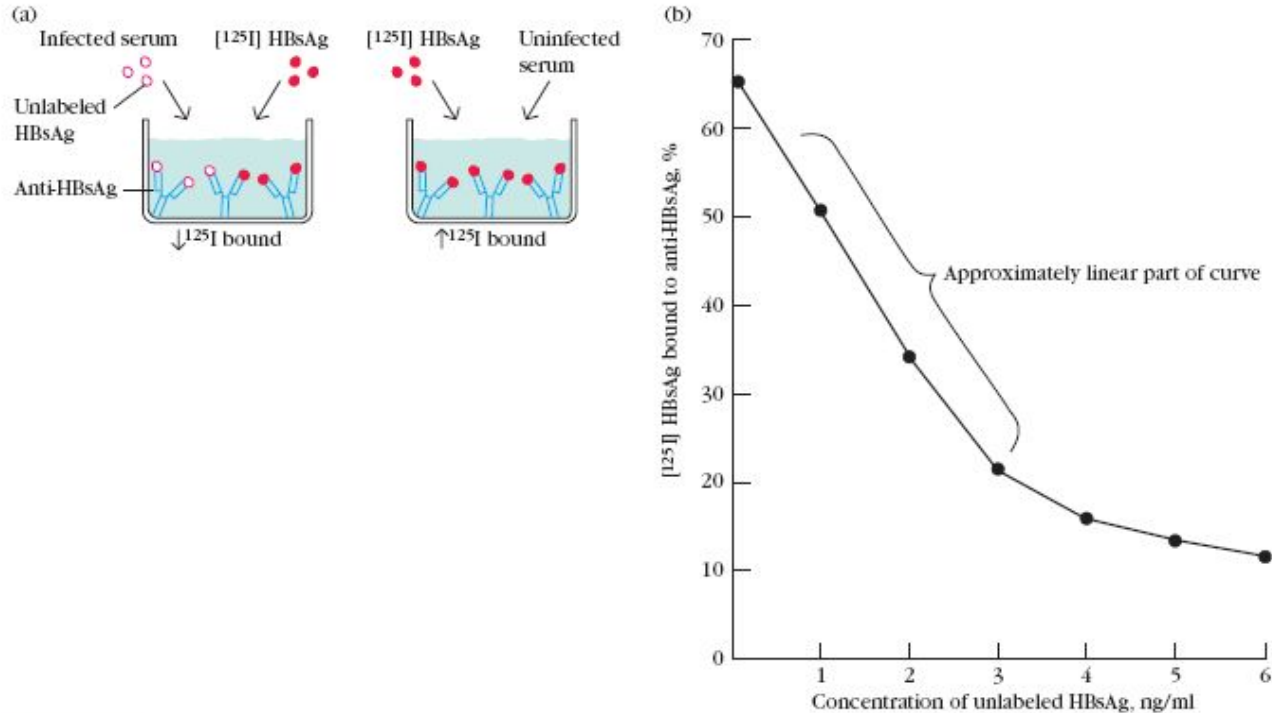 (a)
Infected serum
[¹²⁵I] HBsAg
Unlabeled
HBsAg
Anti-HBsAg
↓¹²⁵I bound
[¹²⁵I] HBsAg
Uninfected
serum
↑¹²⁵I bound
(b)
[¹²⁵I] HBsAg bound to anti-HBsAg, %
70
60
50
40
30
20
10
0
Approximately linear part of curve
1 2 3 4 5 6
Concentration of unlabeled HBsAg, ng/ml